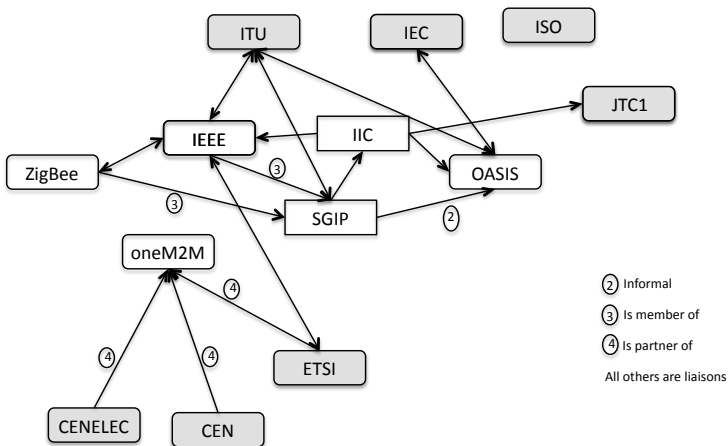 ITU
IEC
ISO
JTC1
IEEE
IIC
ZigBee
OASIS
3
3
SGIP
2
oneM2M
4
2 Informal
3 Is member of
4 Is partner of
All others are liaisons
4
4
ETSI
CENELEC
CEN